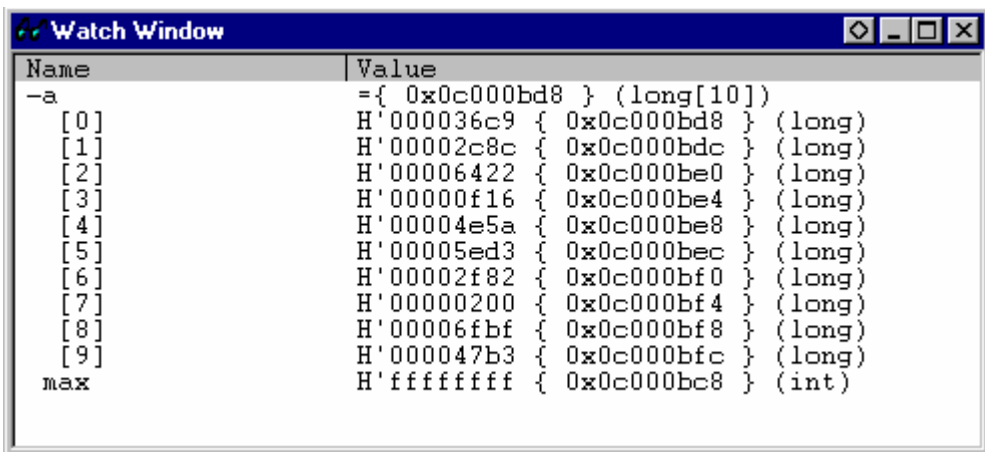 Watch Window
Name Value
-a ={ 0x0c000bd8 } (long[10])
[0] H'000036c9 { 0x0c000bd8 } (long)
[1] H'00002c8c { 0x0c000bdc } (long)
[2] H'00006422 { 0x0c000be0 } (long)
[3] H'00000f16 { 0x0c000be4 } (long)
[4] H'00004e5a { 0x0c000be8 } (long)
[5] H'00005ed3 { 0x0c000bec } (long)
[6] H'00002f82 { 0x0c000bf0 } (long)
[7] H'00000200 { 0x0c000bf4 } (long)
[8] H'00006fbf { 0x0c000bf8 } (long)
[9] H'000047b3 { 0x0c000bfc } (long)
max H'ffffffff { 0x0c000bc8 } (int)